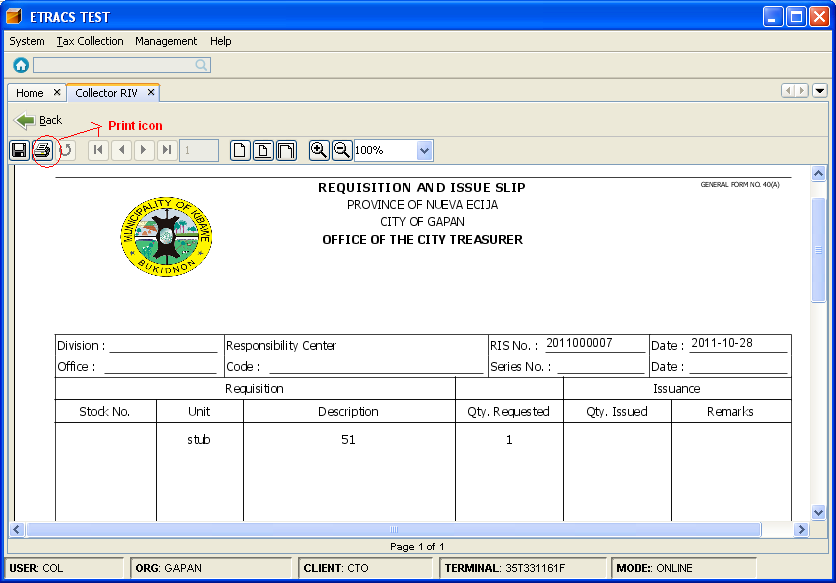 ETRACS TEST
System Tax Collection Management Help
Home Collector RIV
Back
Print icon
1 100%
GENERAL FORM NO. 40(A)
REQUISITION AND ISSUE SLIP
PROVINCE OF NUEVA ECIJA
CITY OF GAPAN
OFFICE OF THE CITY TREASURER
MUNICIPALITY OF KIBAWE
BUKIDNON
Division : Responsibility Center RIS No. : 2011000007 Date : 2011-10-28
Office : Code : Series No. : Date :
Requisition Issuance
Stock No. Unit Description Qty. Requested Qty. Issued Remarks
stub 51 1
Page 1 of 1
USER: COL ORG: GAPAN CLIENT: CTO TERMINAL: 35T331161F MODE:: ONLINE